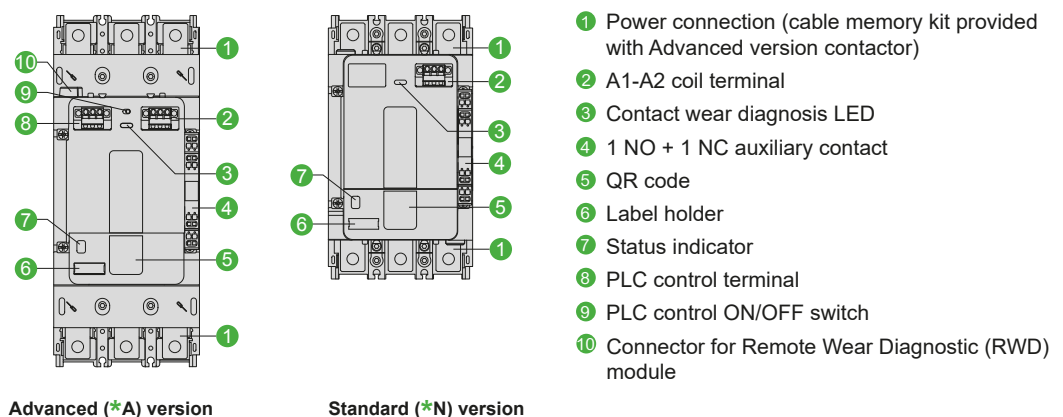 1
10
9
8
2
3
4
7
6
5
1
1
2
3
4
7
6
5
1
1 Power connection (cable memory kit provided
with Advanced version contactor)
2 A1-A2 coil terminal
3 Contact wear diagnosis LED
4 1 NO + 1 NC auxiliary contact
5 QR code
6 Label holder
7 Status indicator
8 PLC control terminal
9 PLC control ON/OFF switch
10 Connector for Remote Wear Diagnostic (RWD)
module
Advanced (*A) version
Standard (*N) version